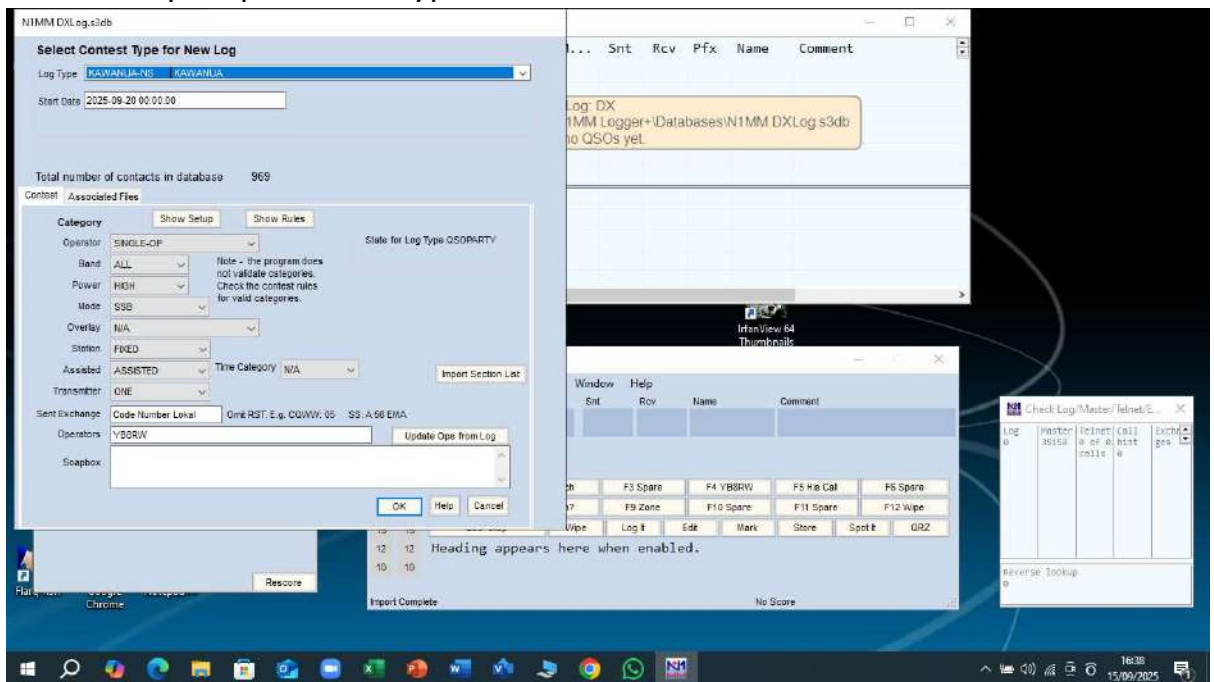 N1MM DXLog.s3db
Select Contest Type for New Log
Log Type KAWANUA-NS KAWANUA
Start Date 2025-09-20 00:00:00
Total number of contacts in database 969
Contest Associated Files
Category Show Setup Show Rules
Operator SINGLE-OP
State for Log Type QSOPARTY
Band ALL
Note - the program does
not validate categories.
Check the contest rules
for valid categories.
Power HIGH
Mode SSB
Overlay N/A
Station FIXED
Assisted ASSISTED Time Category N/A
Import Section List
Transmitter ONE
Sent Exchange Code Number Lokal Omit RST. E.g. CQWW: 05 SS: A 56 EMA
Operators YB8RW Update Ops from Log
Soapbox
OK Help Cancel
Snt Rcv Pfx Name Comment
Log: DX
Logger+\Databases\N1MM DXLog.s3db
QSOs yet.
IrfanView 64
Thumbnails
Window Help
Snt Rcv Name Comment
F3 Spare F4 YB8RW F5 His Call F6 Spare
F9 Zone F10 Spare F11 Spare F12 Wipe
Wipe Log It Edit Mark Store Spot It QRZ
12 12 Heading appears here when enabled.
10 10
Rescore
Import Complete No Score
Chrome
Check Log/Master/Telnet/E...
Log Master Telnet Call Excha
0 35158 0 of 0 hist ges
calls 0
Reverse lookup
0
16:38
15/09/2025